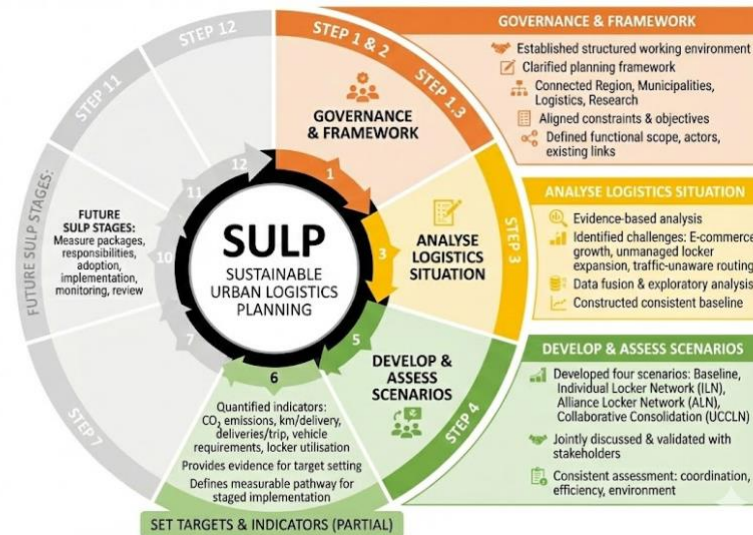 STEP 12
STEP 11
FUTURE SULP STAGES:
STEP 7
STEP 1 & 2
STEP 1.3
STEP 3
STEP 4
GOVERNANCE
& FRAMEWORK
12
1
11
10
7
3
5
6
FUTURE
SULP STAGES:
Measure packages,
responsibilities,
adoption,
implementation,
monitoring, review
SULP
SUSTAINABLE
URBAN LOGISTICS
PLANNING
ANALYSE
LOGISTICS
SITUATION
DEVELOP &
ASSESS
SCENARIOS
Quantified indicators:
CO₂ emissions, km/delivery,
deliveries/trip, vehicle
requirements, locker utilisation
Provides evidence for target setting
Defines measurable pathway for
staged implementation
SET TARGETS & INDICATORS (PARTIAL)
GOVERNANCE & FRAMEWORK
Established structured working environment
Clarified planning framework
Connected Region, Municipalities,
Logistics, Research
Aligned constraints & objectives
Defined functional scope, actors,
existing links
ANALYSE LOGISTICS SITUATION
Evidence-based analysis
Identified challenges: E-commerce
growth, unmanaged locker
expansion, traffic-unaware routing
Data fusion & exploratory analysis
Constructed consistent baseline
DEVELOP & ASSESS SCENARIOS
Developed four scenarios: Baseline,
Individual Locker Network (ILN),
Alliance Locker Network (ALN),
Collaborative Consolidation (UCCLN)
Jointly discussed & validated with
stakeholders
Consistent assessment: coordination,
efficiency, environment